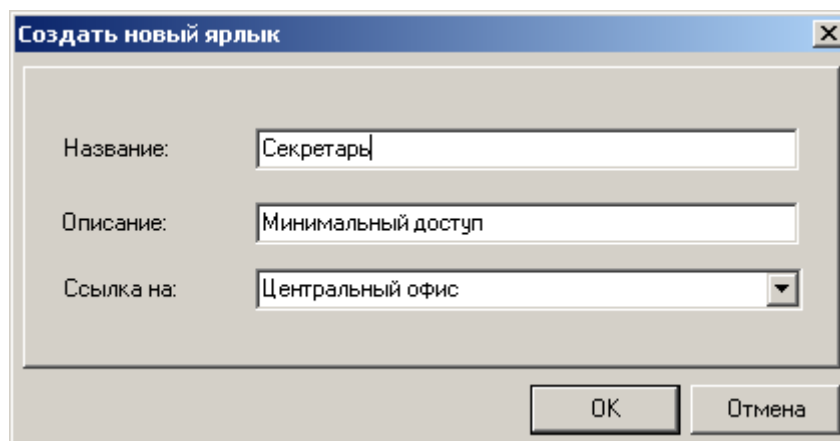 Создать новый ярлык
Название: Секретарь
Описание: Минимальный доступ
Ссылка на: Центральный офис
OK Отмена